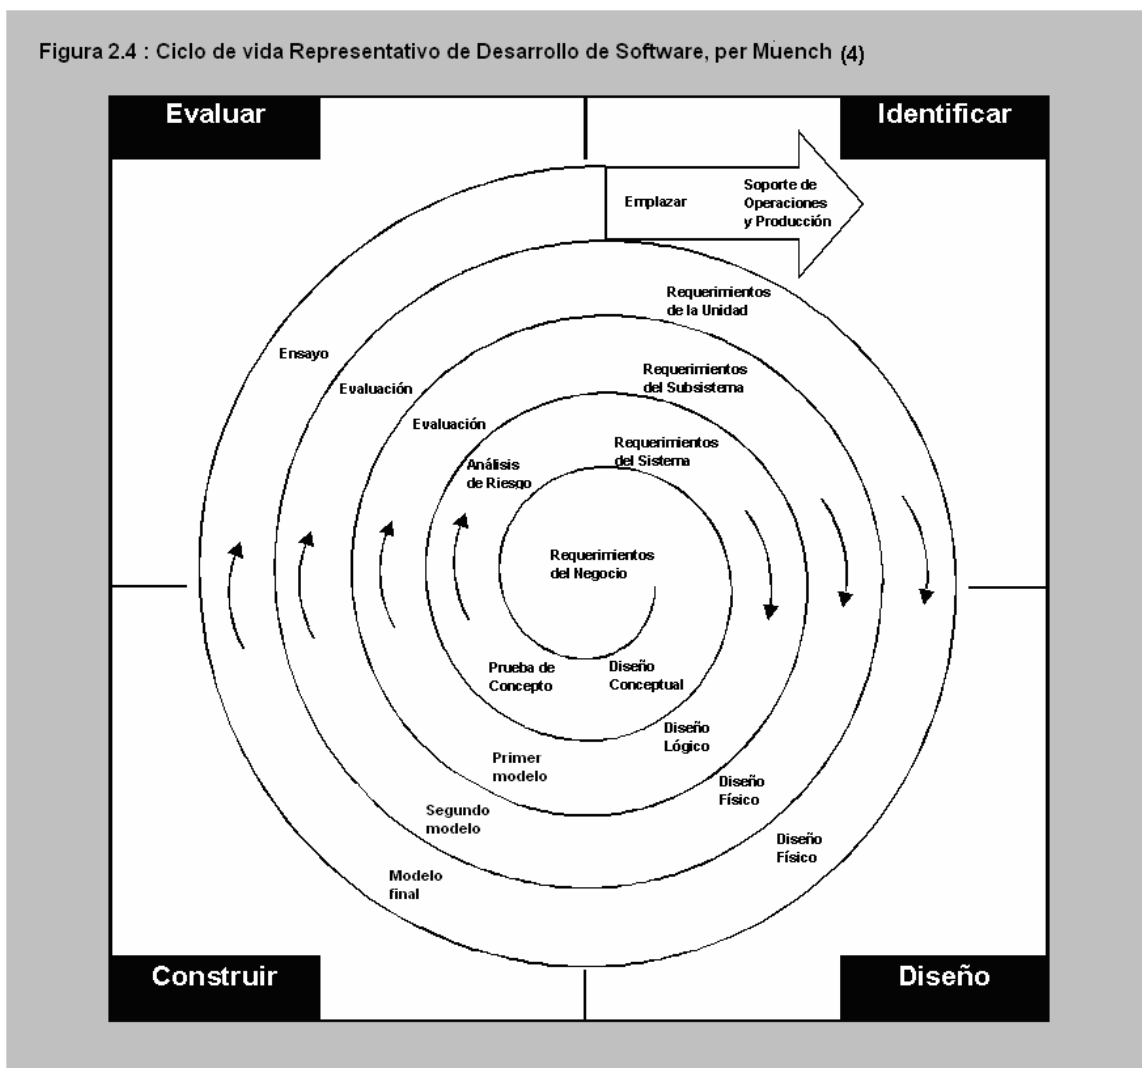 Figura 2.4 : Ciclo de vida Representativo de Desarrollo de Software, per Muench (4)
Evaluar
Identificar
Emplazar
Soporte de
Operaciones
y Producción
Requerimientos
de la Unidad
Ensayo
Evaluación
Requerimientos
del Subsistema
Evaluación
Requerimientos
del Sistema
Análisis
de Riesgo
Requerimientos
del Negocio
Prueba de
Concepto
Diseño
Conceptual
Diseño
Lógico
Primer
modelo
Diseño
Físico
Segundo
modelo
Diseño
Físico
Modelo
final
Construir
Diseño